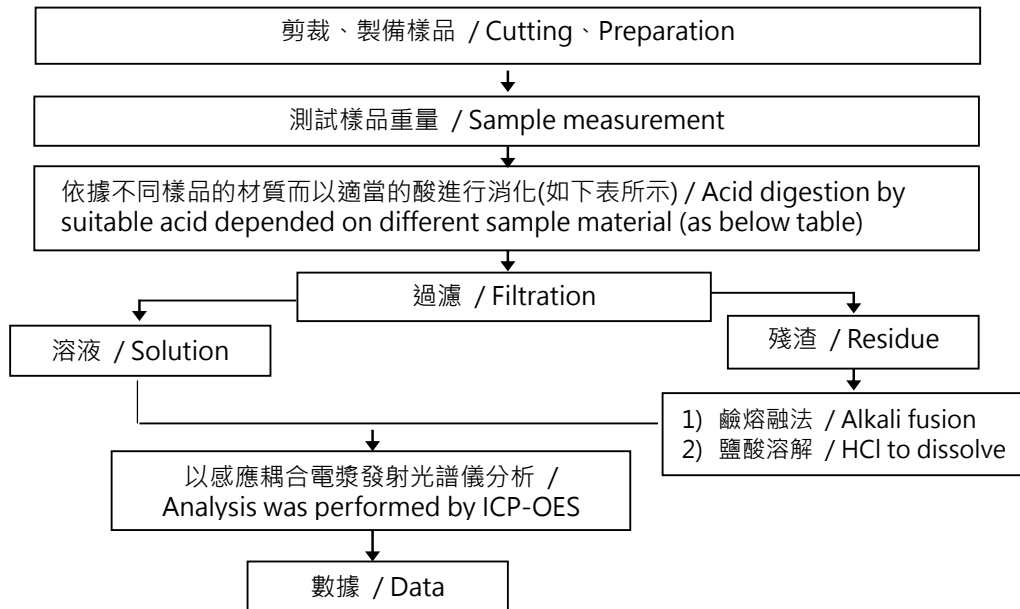 剪裁、製備樣品 / Cutting、Preparation
測試樣品重量 / Sample measurement
依據不同樣品的材質而以適當的酸進行消化(如下表所示) / Acid digestion by
suitable acid depended on different sample material (as below table)
過濾 / Filtration
溶液 / Solution
殘渣 / Residue
1) 鹼熔融法 / Alkali fusion
2) 鹽酸溶解 / HCl to dissolve
以感應耦合電漿發射光譜儀分析 /
Analysis was performed by ICP-OES
數據 / Data